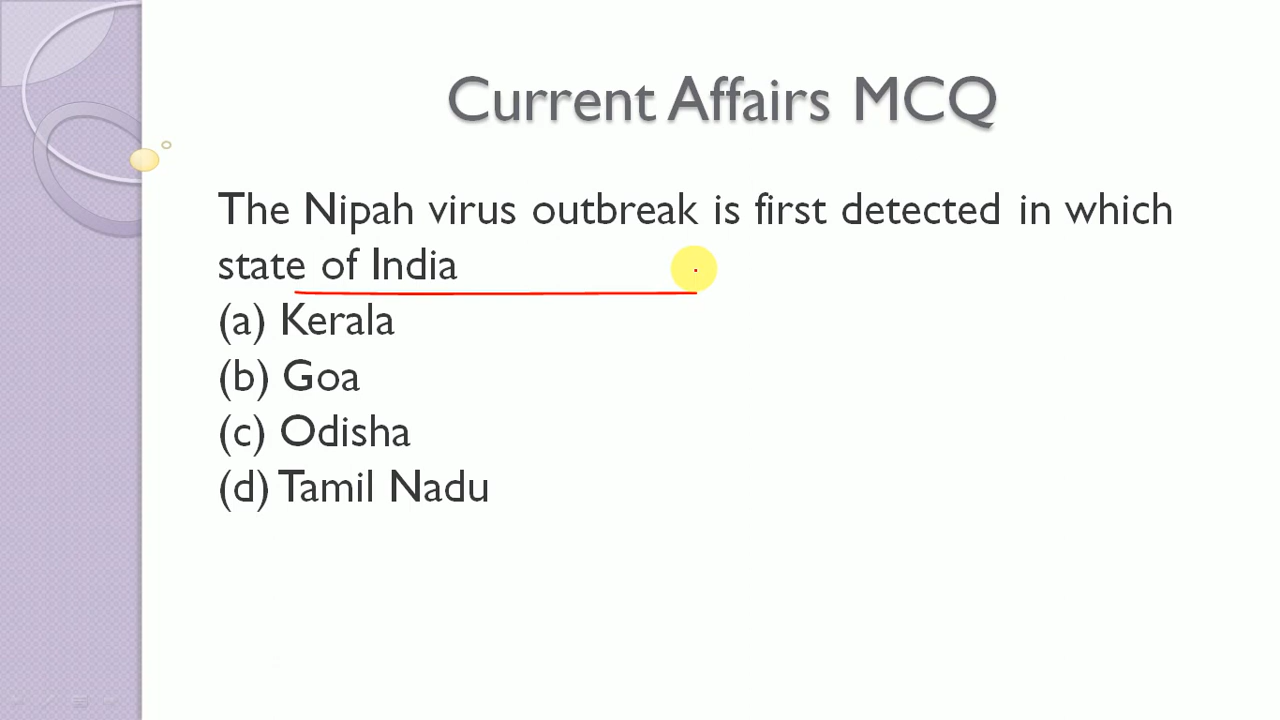 Current Affairs MCQ
The Nipah virus outbreak is first detected in which
state of India
(a) Kerala
(b) Goa
(c) Odisha
(d) Tamil Nadu